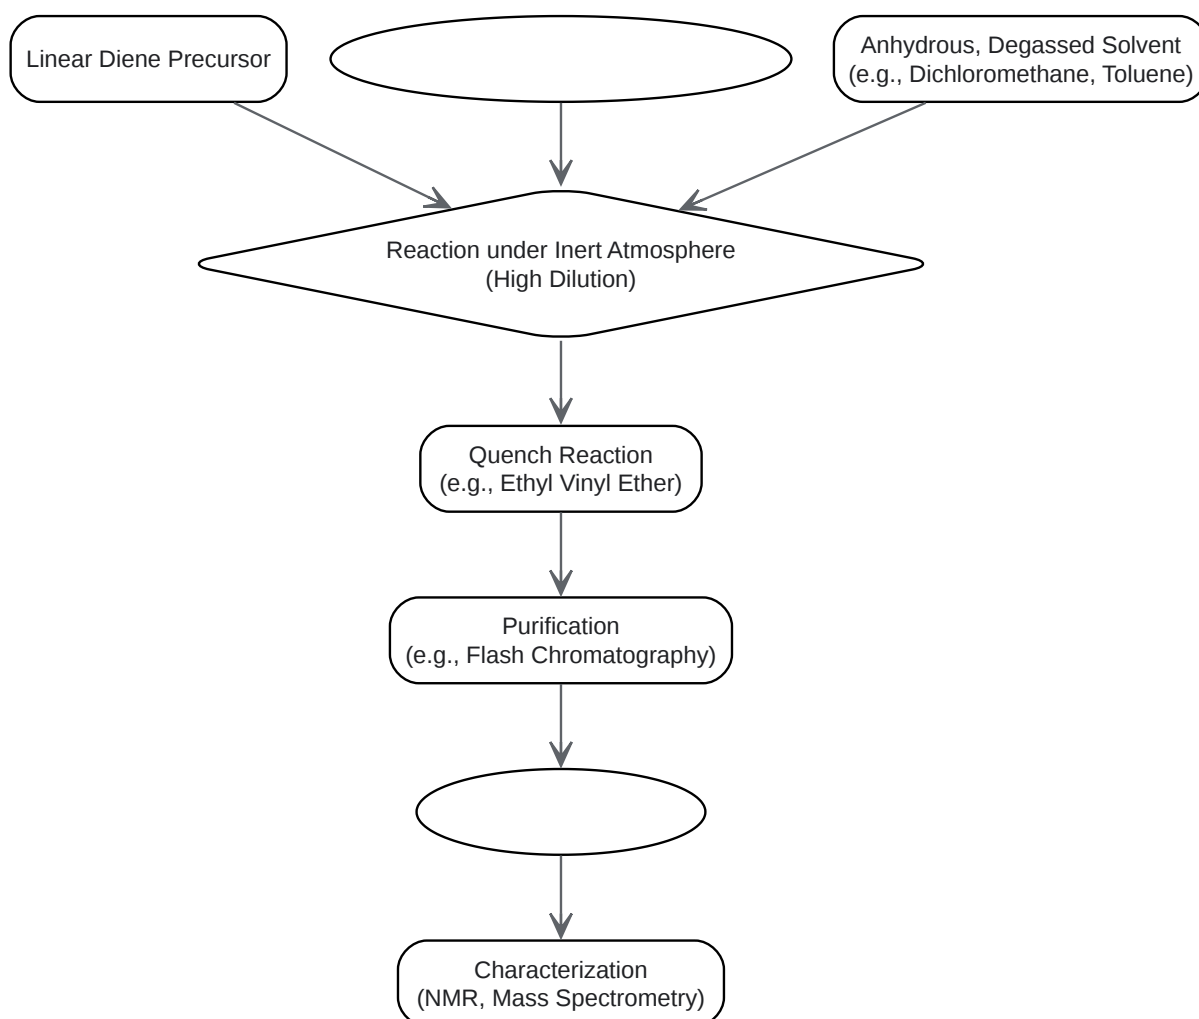 Linear Diene Precursor
Anhydrous, Degassed Solvent
(e.g., Dichloromethane, Toluene)
Reaction under Inert Atmosphere
(High Dilution)
Quench Reaction
(e.g., Ethyl Vinyl Ether)
Purification
(e.g., Flash Chromatography)
Characterization
(NMR, Mass Spectrometry)